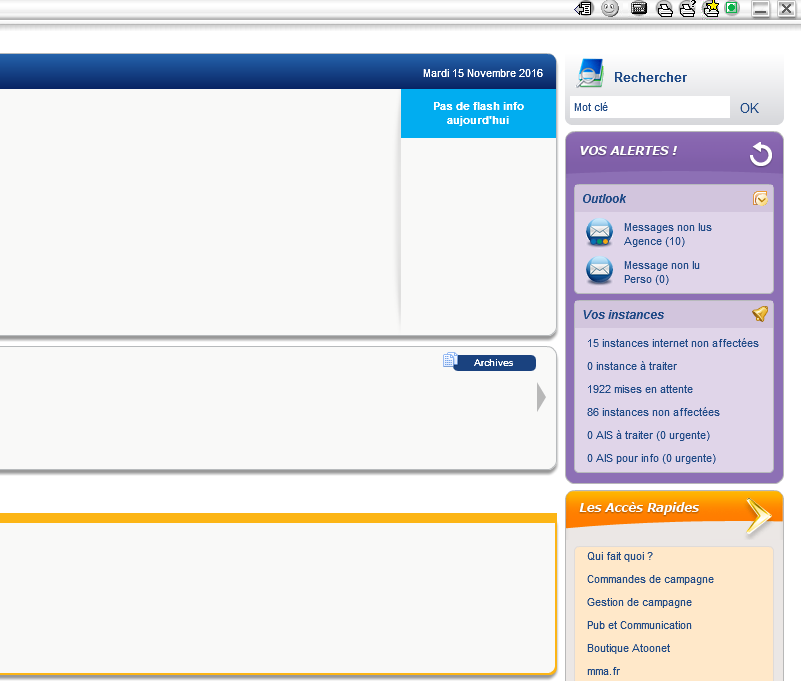 Mardi 15 Novembre 2016
Pas de flash info
aujourd'hui
Archives
Rechercher
Mot clé
OK
VOS ALERTES !
Outlook
Messages non lus
Agence (10)
Message non lu
Perso (0)
Vos instances
15 instances internet non affectées
0 instance à traiter
1922 mises en attente
86 instances non affectées
0 AIS à traiter (0 urgente)
0 AIS pour info (0 urgente)
Les Accès Rapides
Qui fait quoi ?
Commandes de campagne
Gestion de campagne
Pub et Communication
Boutique Atoonet
mma.fr